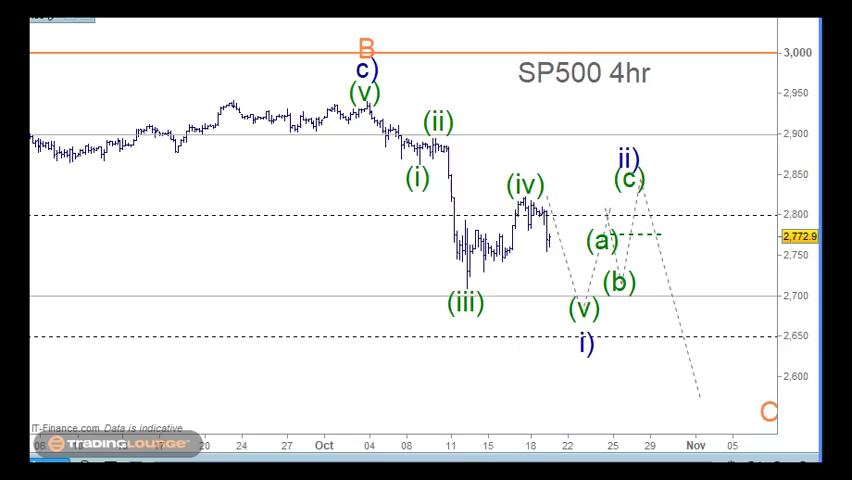 B
3,000
c)
SP500 4hr
(v)
2,950
(ii)
2,900
ii)
(i)
(iv)
(c)
2,850
2,800
(a)
2,772.9
2,750
(b)
(iii)
(v)
2,700
i)
2,650
2,600
C
IT-Finance.com Data is indicative
TRADINGLOUNGE
06 20 24 27 Oct 04 08 11 15 18 22 25 29 Nov 05